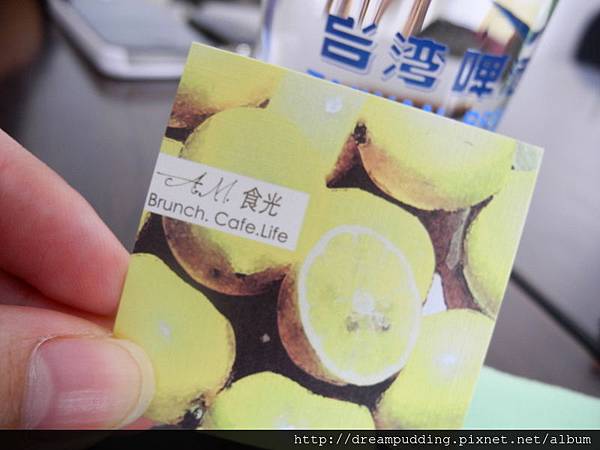 台湾啤
A.M. 食光
Brunch. Cafe.Life
http://dreampudding.pixnet.net/album